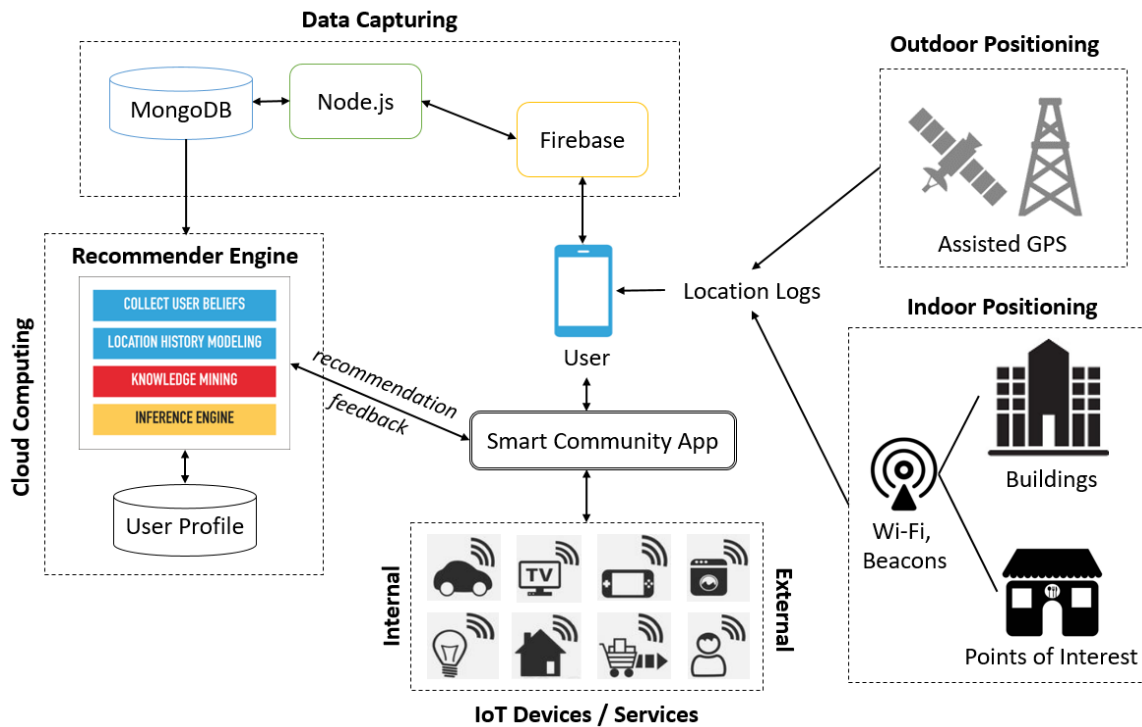 Data Capturing
MongoDB
Node.js
Firebase
Outdoor Positioning
Assisted GPS
Recommender Engine
COLLECT USER BELIEFS
LOCATION HISTORY MODELING
KNOWLEDGE MINING
INFERENCE ENGINE
User Profile
Cloud Computing
recommendation
feedback
User
Location Logs
Smart Community App
Indoor Positioning
Buildings
Wi-Fi,
Beacons
Points of Interest
Internal
TV
External
IoT Devices / Services